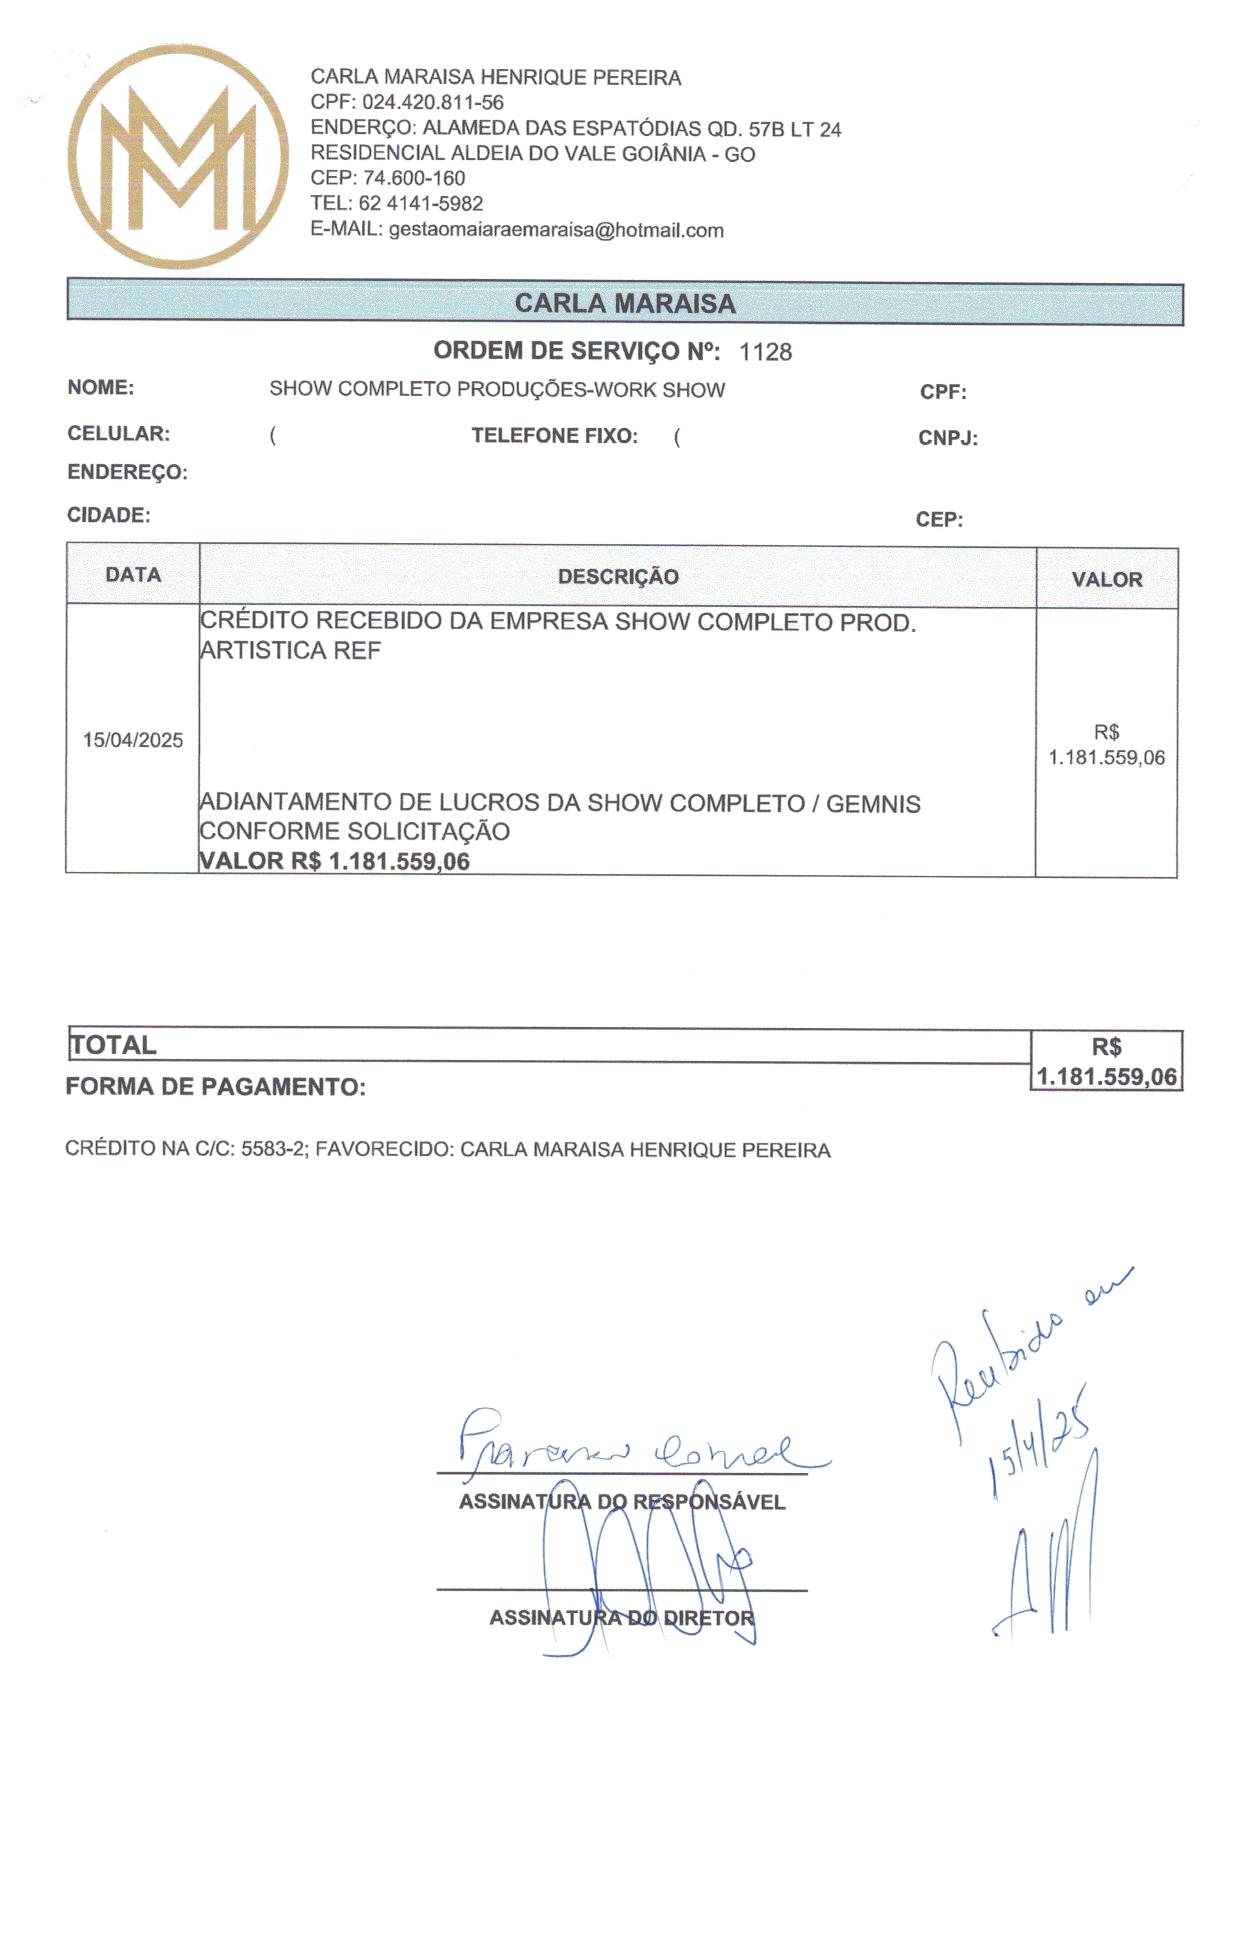 MM
CARLA MARAISA HENRIQUE PEREIRA
CPF: 024.420.811-56
ENDERÇO: ALAMEDA DAS ESPATÓDIAS QD. 57B LT 24
RESIDENCIAL ALDEIA DO VALE GOIÂNIA - GO
CEP: 74.600-160
TEL: 62 4141-5982
E-MAIL: gestaomaiaraemaraisa@hotmail.com
CARLA MARAISA
ORDEM DE SERVIÇO Nº: 1128
NOME: SHOW COMPLETO PRODUÇÕES-WORK SHOW CPF:
CELULAR: ( TELEFONE FIXO: ( CNPJ:
ENDEREÇO:
CIDADE: CEP:
DATA DESCRIÇÃO VALOR
CRÉDITO RECEBIDO DA EMPRESA SHOW COMPLETO PROD.
ARTISTICA REF
15/04/2025
R$
1.181.559,06
ADIANTAMENTO DE LUCROS DA SHOW COMPLETO / GEMNIS
CONFORME SOLICITAÇÃO
VALOR R$ 1.181.559,06
TOTAL R$
1.181.559,06
FORMA DE PAGAMENTO:
CRÉDITO NA C/C: 5583-2; FAVORECIDO: CARLA MARAISA HENRIQUE PEREIRA
Recebido em
15/4/25
ASSINATURA DO RESPONSÁVEL
ASSINATURA DO DIRETOR